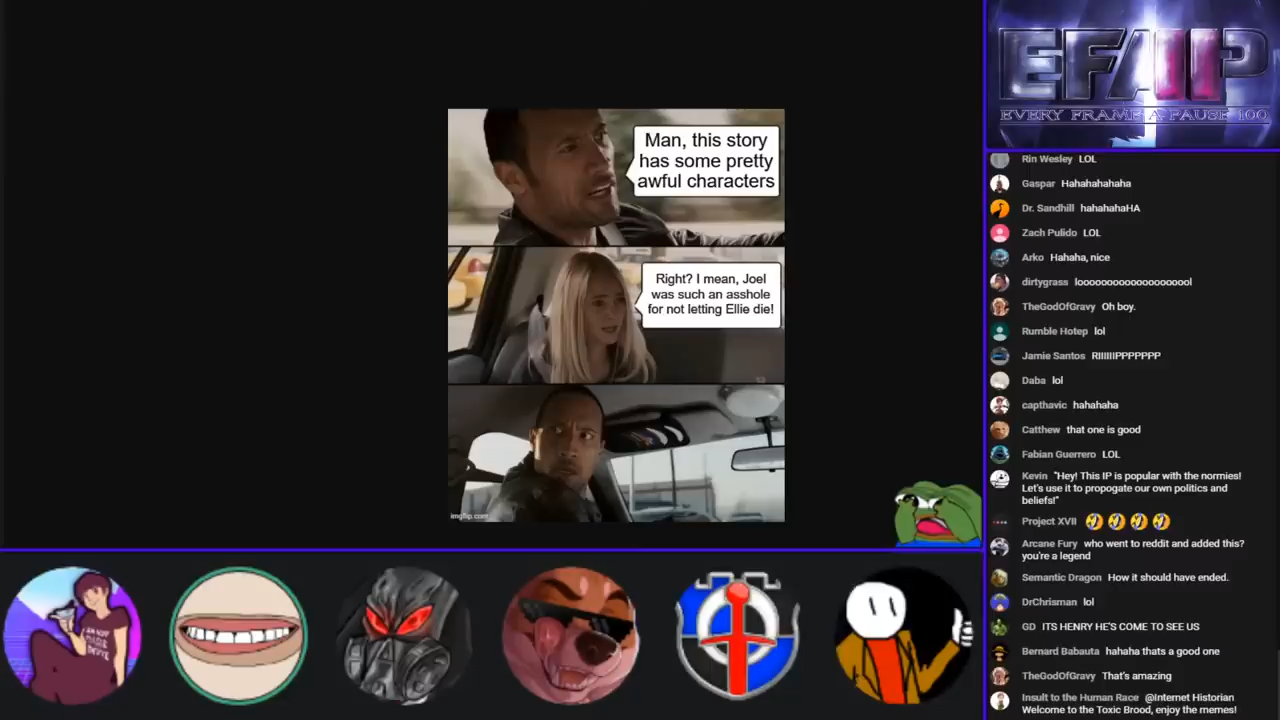 Man, this story
has some pretty
awful characters
Right? I mean, Joel
was such an asshole
for not letting Ellie die!
imgflip.com
EFAP
EVERY FRAME A PAUSE 100
Rin Wesley LOL
Gaspar Hahahahahaha
Dr. Sandhill hahahahaHA
Zach Pulido LOL
Arko Hahaha, nice
dirtygrass looooooooooooooooooool
TheGodOfGravy Oh boy.
Rumble Hotep lol
Jamie Santos RIIIIIIPPPPPPP
Daba lol
capthavic hahahaha
Catthew that one is good
Fabian Guerrero LOL
Kevin "Hey! This IP is popular with the normies!
Let's use it to propogate our own politics and
beliefs!"
Project XVII
Arcane Fury who went to reddit and added this?
you're a legend
Semantic Dragon How it should have ended.
DrChrisman lol
GD ITS HENRY HE'S COME TO SEE US
Bernard Babauta hahaha thats a good one
TheGodOfGravy That's amazing
Insult to the Human Race @Internet Historian
Welcome to the Toxic Brood, enjoy the memes!